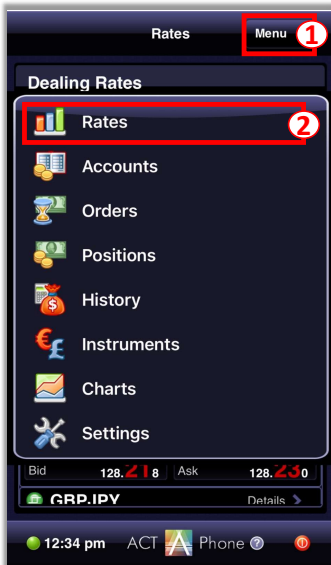 Rates Menu 1
Dealing Rates
Rates 2
Accounts
Orders
Positions
History
Instruments
Charts
Settings
Bid 128.218 Ask 128.230
GBP.JPY Details >
12:34 pm ACT Phone ?